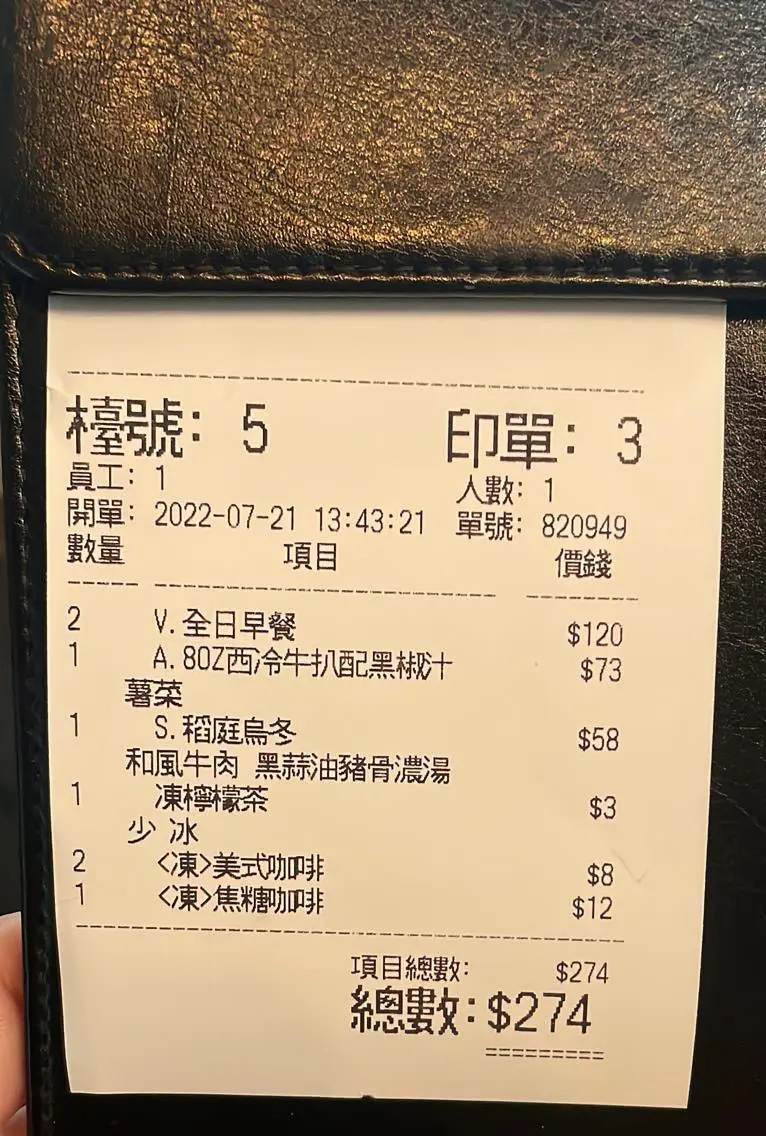 檯號: 5 印單: 3
員工: 1 人數: 1
開單: 2022-07-21 13:43:21 單號: 820949
數量 項目 價錢
2 V.全日早餐 $120
1 A.8OZ西冷牛扒配黑椒汁 $73
薯菜
1 S.稻庭烏冬 $58
和風牛肉 黑蒜油豬骨濃湯
1 凍檸檬茶 $3
少 冰
2 <凍>美式咖啡 $8
1 <凍>焦糖咖啡 $12
項目總數: $274
總數: $274